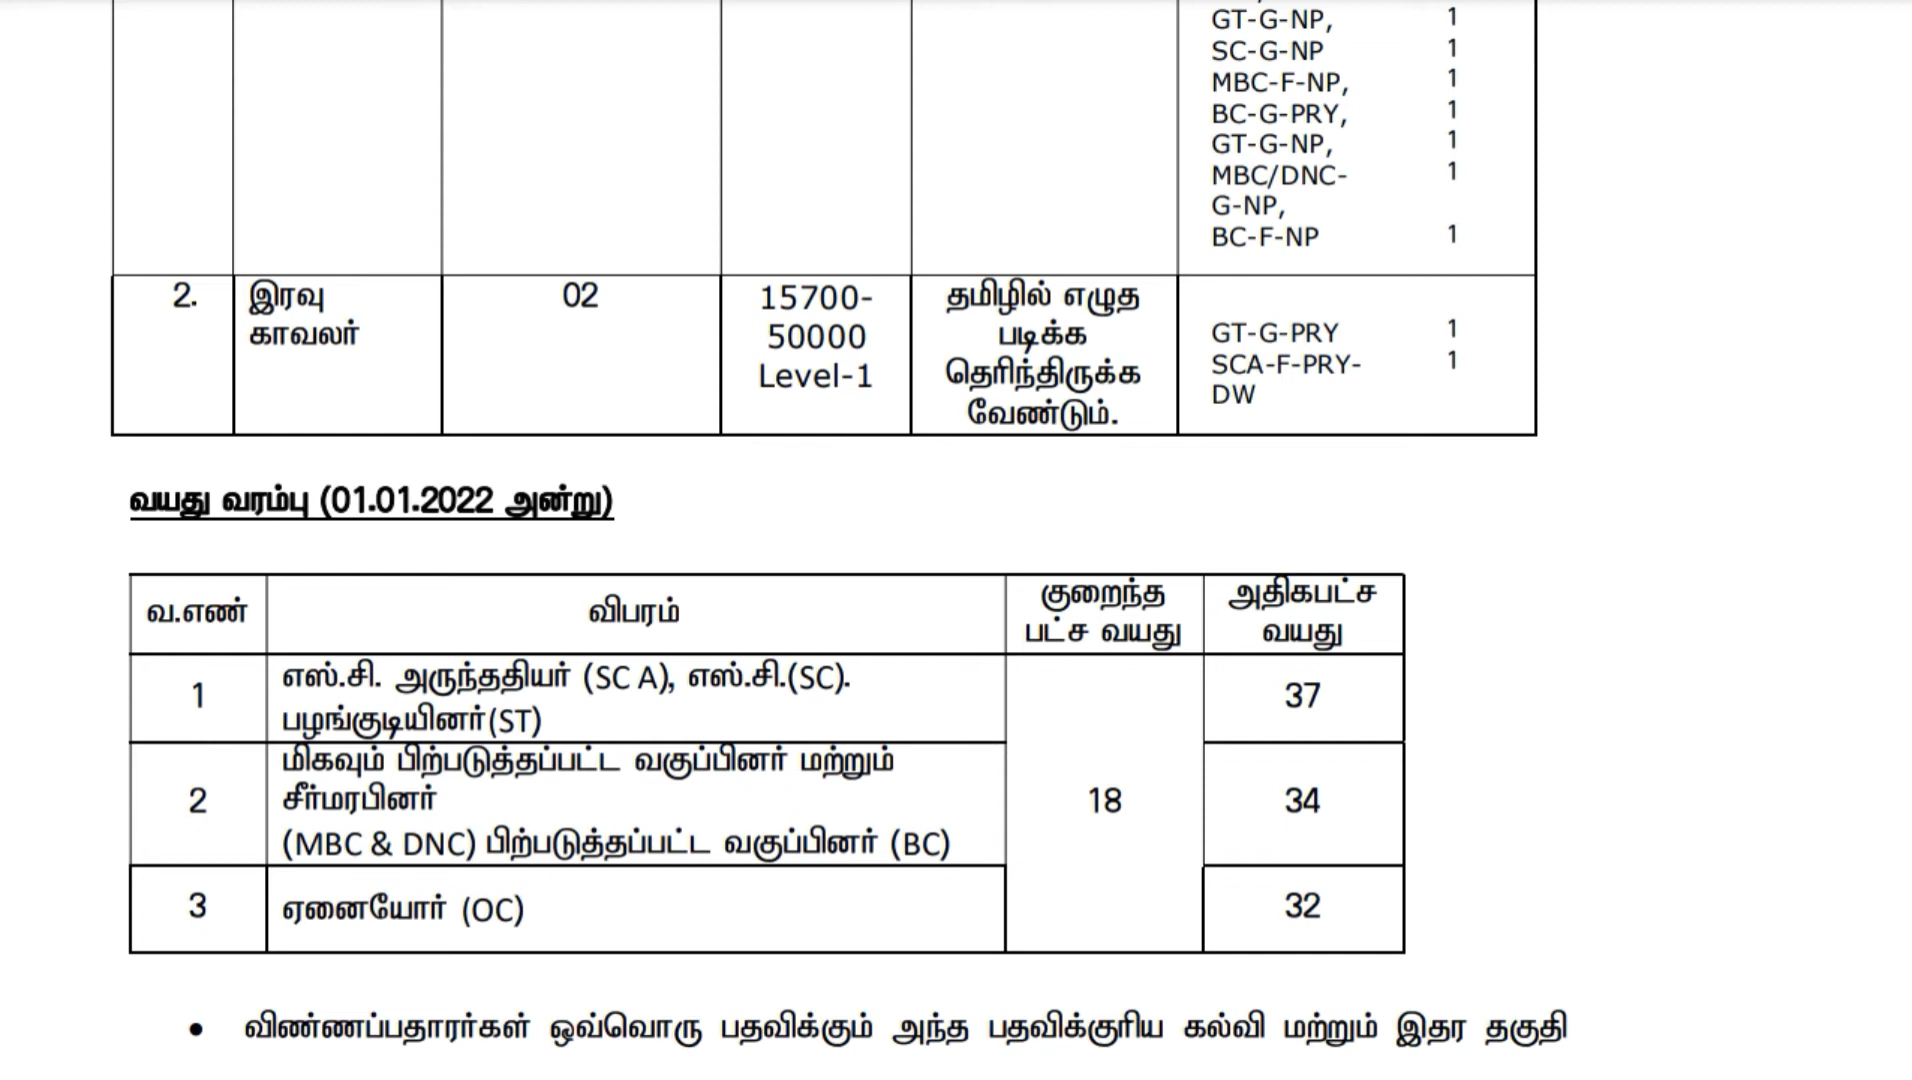 GT-G-NP, 1
SC-G-NP 1
MBC-F-NP, 1
BC-G-PRY, 1
GT-G-NP, 1
MBC/DNC- 1
G-NP,
BC-F-NP 1
2. இரவு காவலர் 02 15700-50000 Level-1 தமிழில் எழுத படிக்க தெரிந்திருக்க வேண்டும்.
GT-G-PRY 1
SCA-F-PRY- 1
DW
வயது வரம்பு (01.01.2022 அன்று)
வ.எண் விபரம் குறைந்த பட்ச வயது அதிகபட்ச வயது
1 எஸ்.சி. அருந்ததியர் (SC A), எஸ்.சி.(SC).
பழங்குடியினர்(ST) 37
மிகவும் பிற்படுத்தப்பட்ட வகுப்பினர் மற்றும்
2 சீர்மரபினர் 18 34
(MBC & DNC) பிற்படுத்தப்பட்ட வகுப்பினர் (BC)
3 ஏனையோர் (OC) 32
• விண்ணப்பதாரர்கள் ஒவ்வொரு பதவிக்கும் அந்த பதவிக்குரிய கல்வி மற்றும் இதர தகுதி